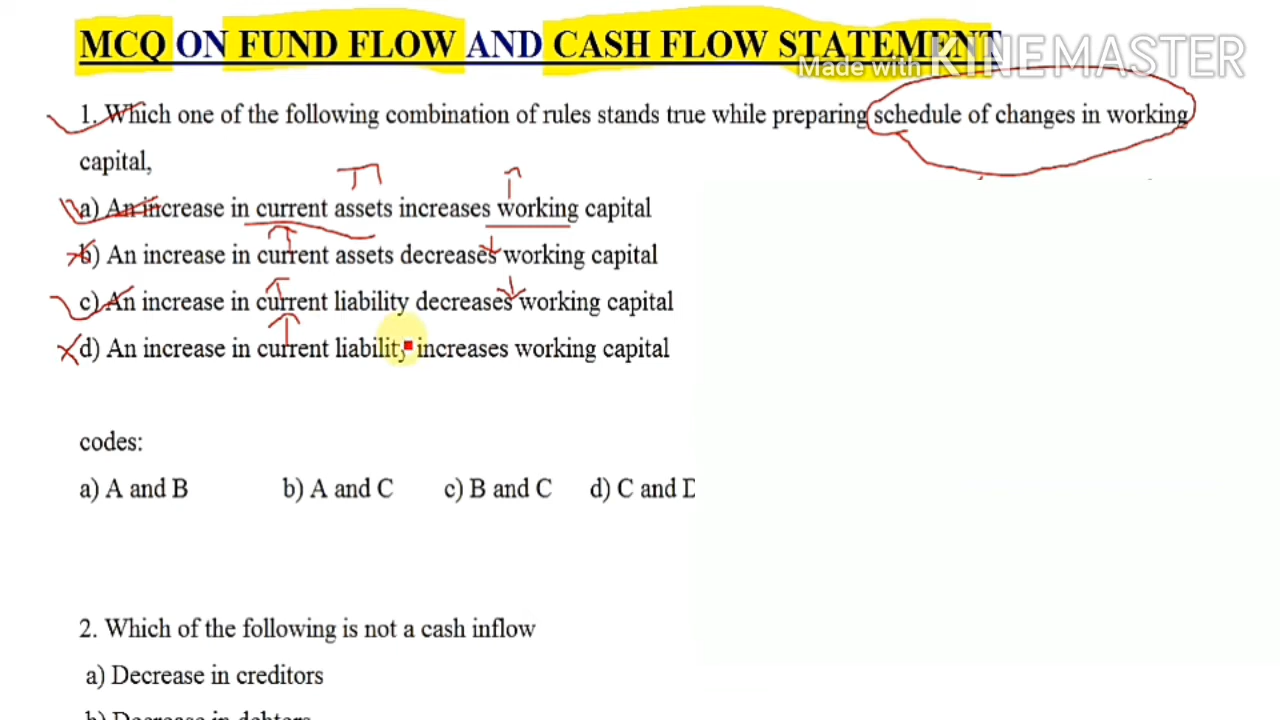 MCQ ON FUND FLOW AND CASH FLOW STATEMENT
Made with KINEMASTER
1. Which one of the following combination of rules stands true while preparing schedule of changes in working
capital,
a) An increase in current assets increases working capital
b) An increase in current assets decreases working capital
c) An increase in current liability decreases working capital
d) An increase in current liability increases working capital
codes:
a) A and B b) A and C c) B and C d) C and D
2. Which of the following is not a cash inflow
a) Decrease in creditors
b) Decrease in debtors